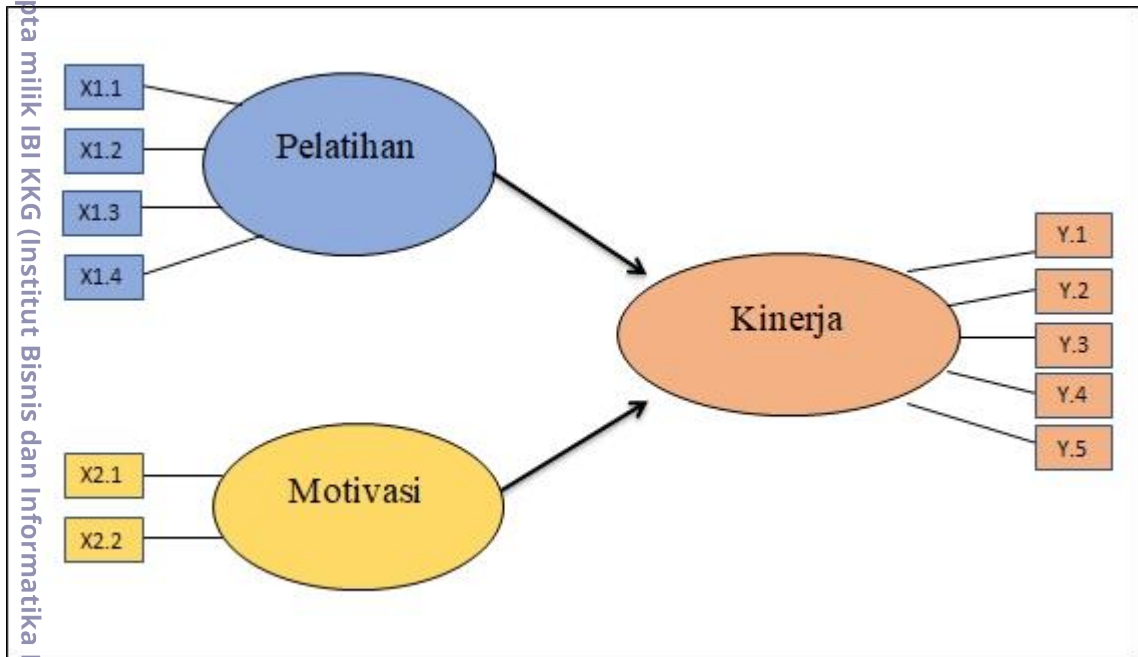 pta milik IBI KKG (Institut Bisnis dan Informatika
X1.1
X1.2
X1.3
X1.4
Pelatihan
X2.1
X2.2
Motivasi
Kinerja
Y.1
Y.2
Y.3
Y.4
Y.5